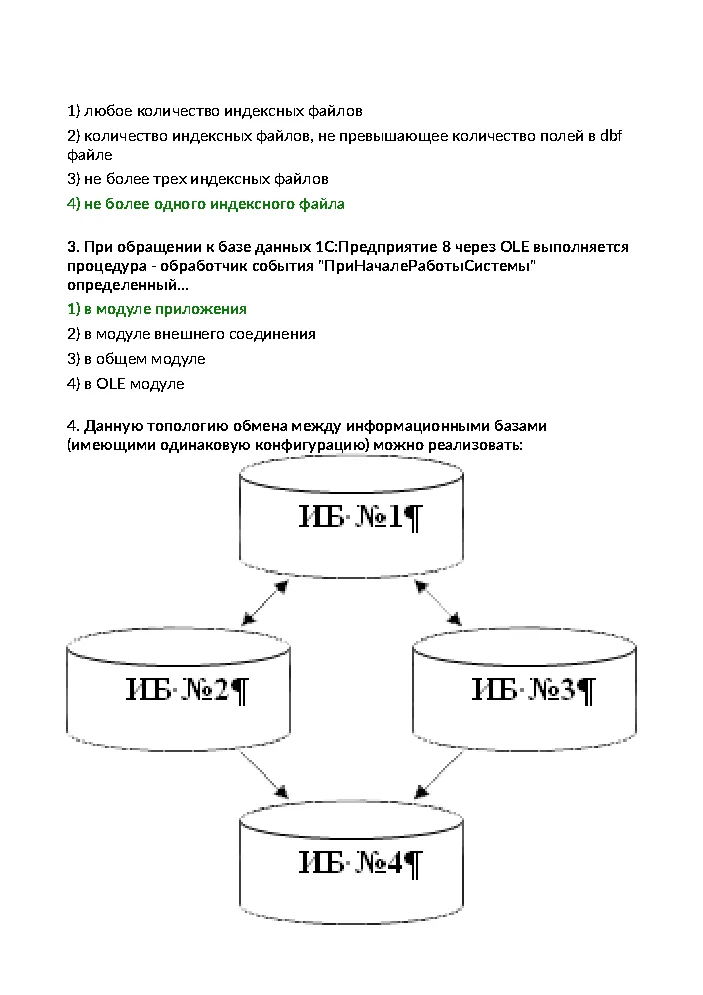 1) любое количество индексных файлов
2) количество индексных файлов, не превышающее количество полей в dbf
файле
3) не более трех индексных файлов
4) не более одного индексного файла
3. При обращении к базе данных 1С:Предприятие 8 через OLE выполняется
процедура - обработчик события "ПриНачалеРаботыСистемы"
определенный...
1) в модуле приложения
2) в модуле внешнего соединения
3) в общем модуле
4) в OLE модуле
4. Данную топологию обмена между информационными базами
(имеющими одинаковую конфигурацию) можно реализовать:
ИБ·№1¶
ИБ·№2¶
ИБ·№3¶
ИБ·№4¶